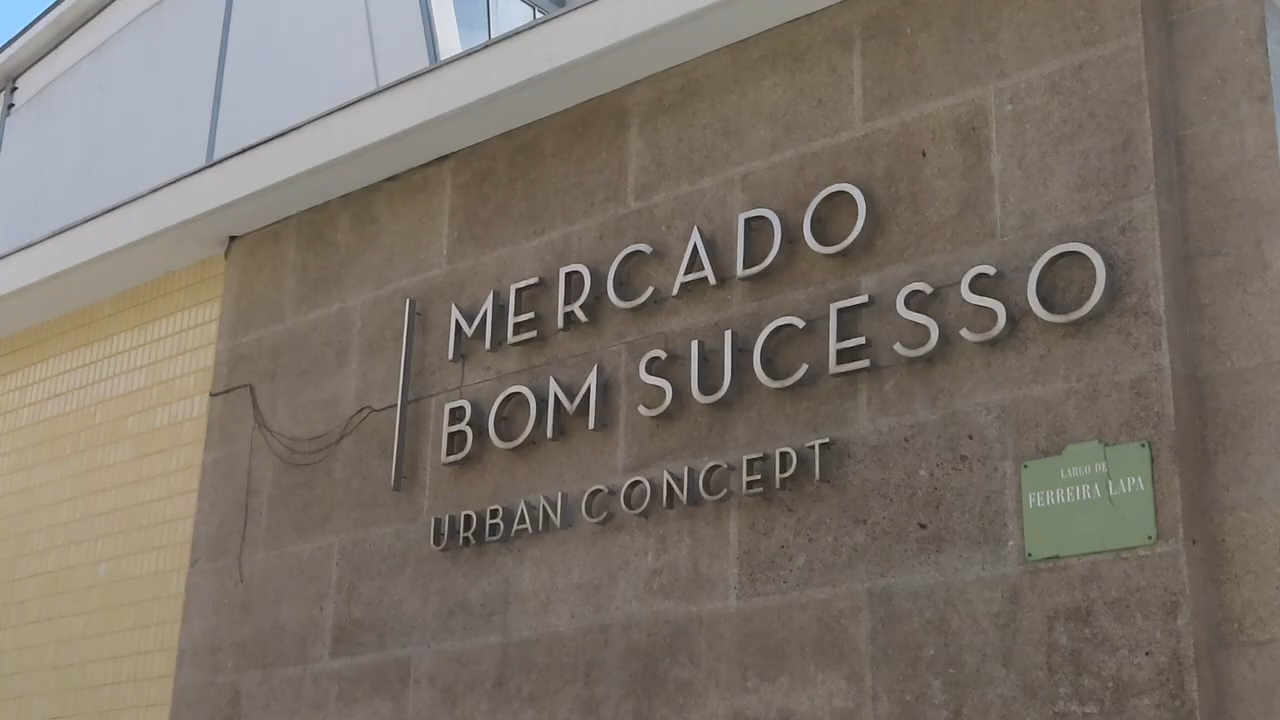 MERCADO
BOM SUCESSO
URBAN CONCEPT
LARGO DE
FERREIRA LAPA